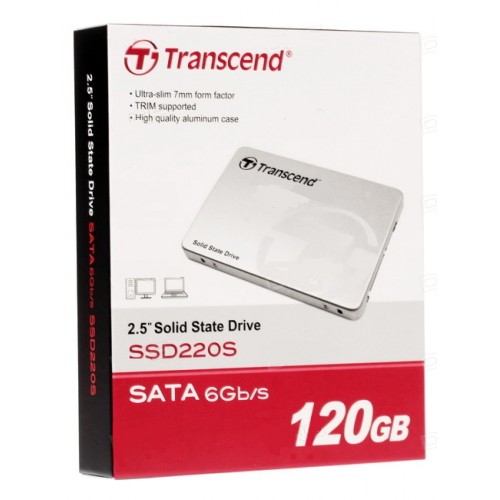 Transcend®
• Ultra-slim 7mm form factor
• TRIM supported
• High quality aluminum case
Transcend
Solid State Drive
2.5" Solid State Drive
SSD220S
SATA 6Gb/s
120GB
2.5" Solid State Drive SATA 6Gb/s SSD220S